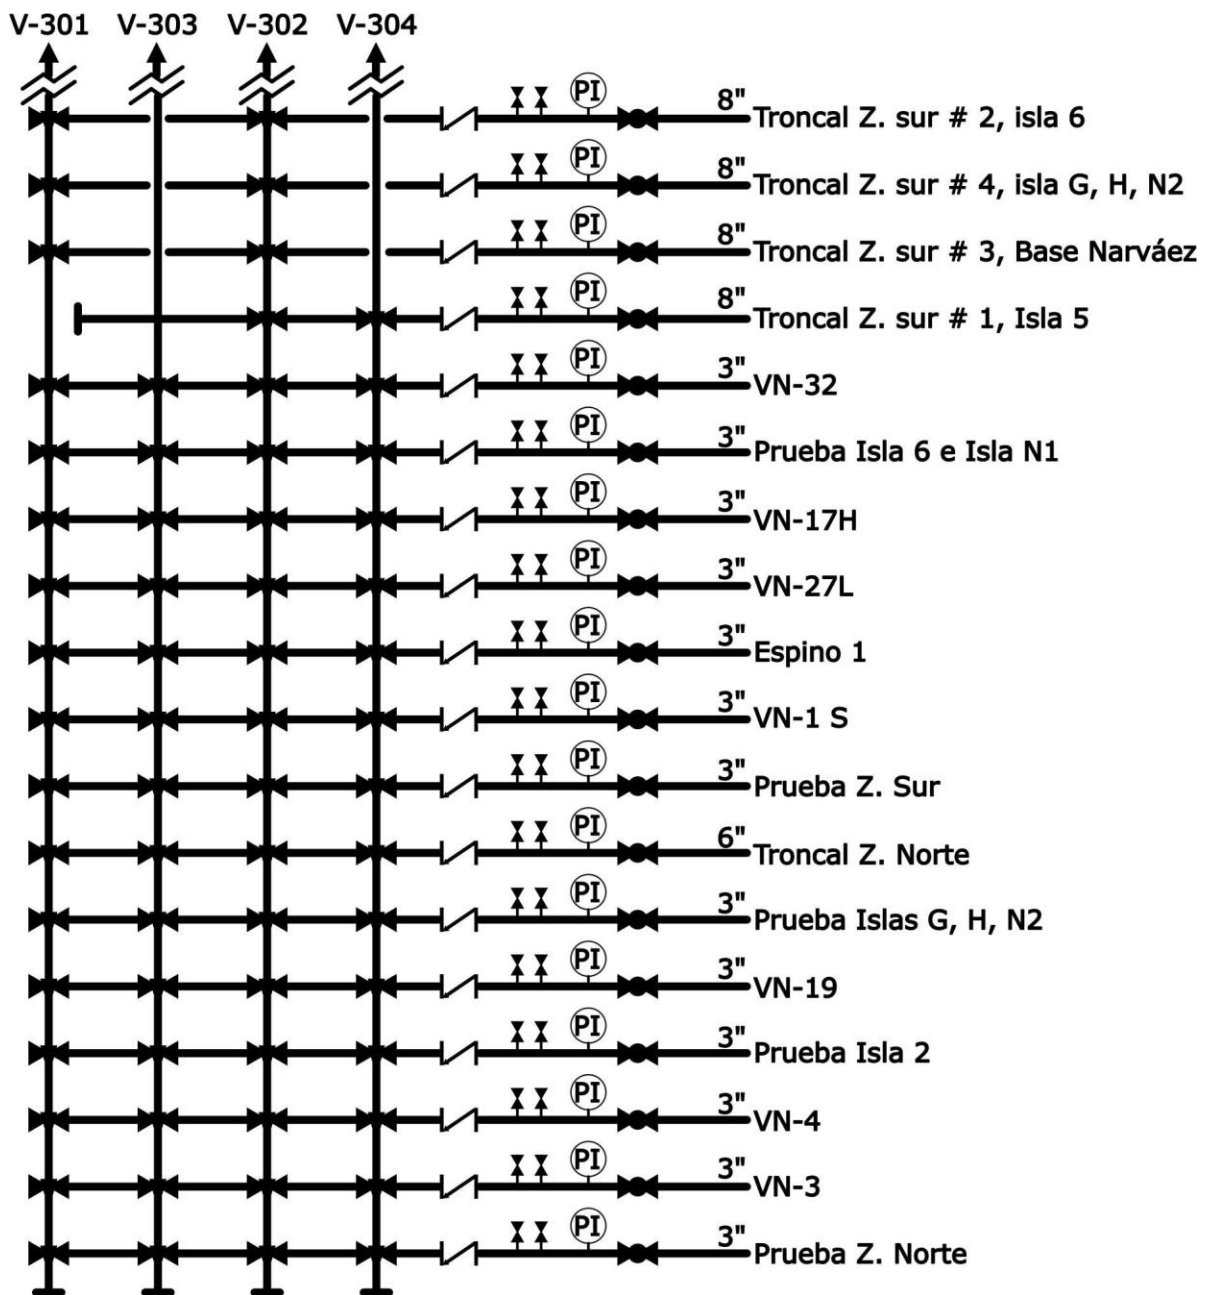 V-301 V-303 V-302 V-304
PI 8" Troncal Z. sur # 2, isla 6
PI 8" Troncal Z. sur # 4, isla G, H, N2
PI 8" Troncal Z. sur # 3, Base Narváez
PI 8" Troncal Z. sur # 1, Isla 5
PI 3" VN-32
PI 3" Prueba Isla 6 e Isla N1
PI 3" VN-17H
PI 3" VN-27L
PI 3" Espino 1
PI 3" VN-1 S
PI 3" Prueba Z. Sur
PI 6" Troncal Z. Norte
PI 3" Prueba Islas G, H, N2
PI 3" VN-19
PI 3" Prueba Isla 2
PI 3" VN-4
PI 3" VN-3
PI 3" Prueba Z. Norte